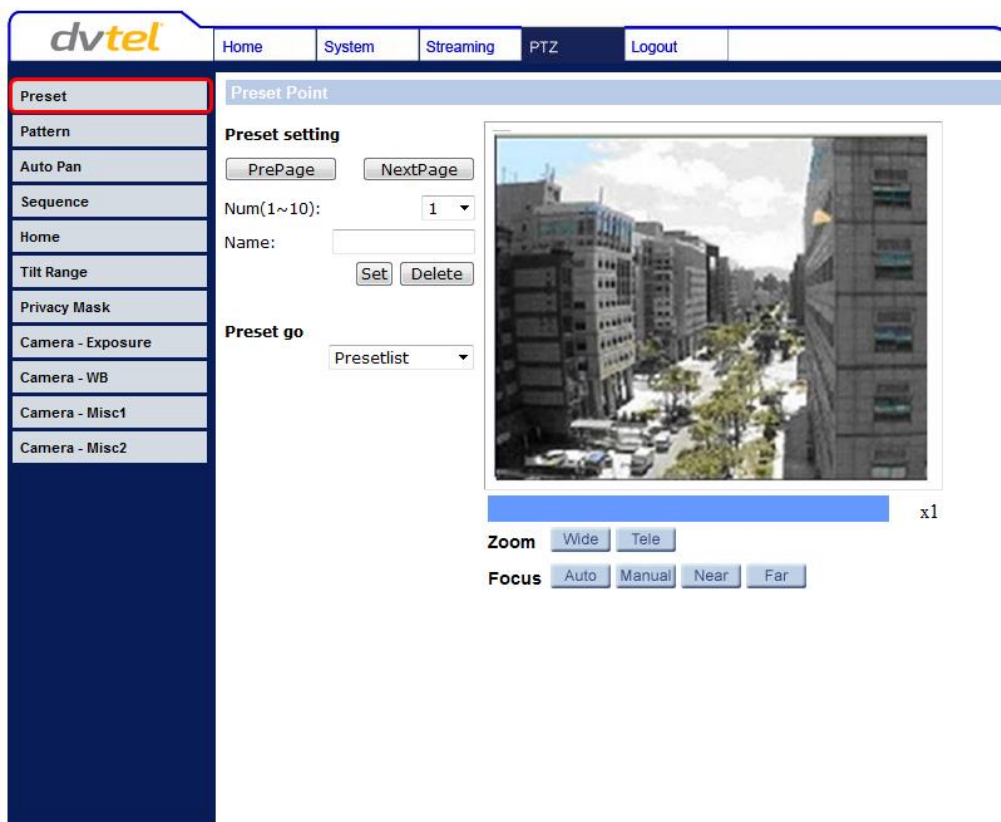 dvtel
Home System Streaming PTZ Logout
Preset
Pattern
Auto Pan
Sequence
Home
Tilt Range
Privacy Mask
Camera - Exposure
Camera - WB
Camera - Misc1
Camera - Misc2
Preset Point
Preset setting
PrePage NextPage
Num(1~10): 1
Name:
Set Delete
Preset go
Presetlist
x1
Zoom Wide Tele
Focus Auto Manual Near Far